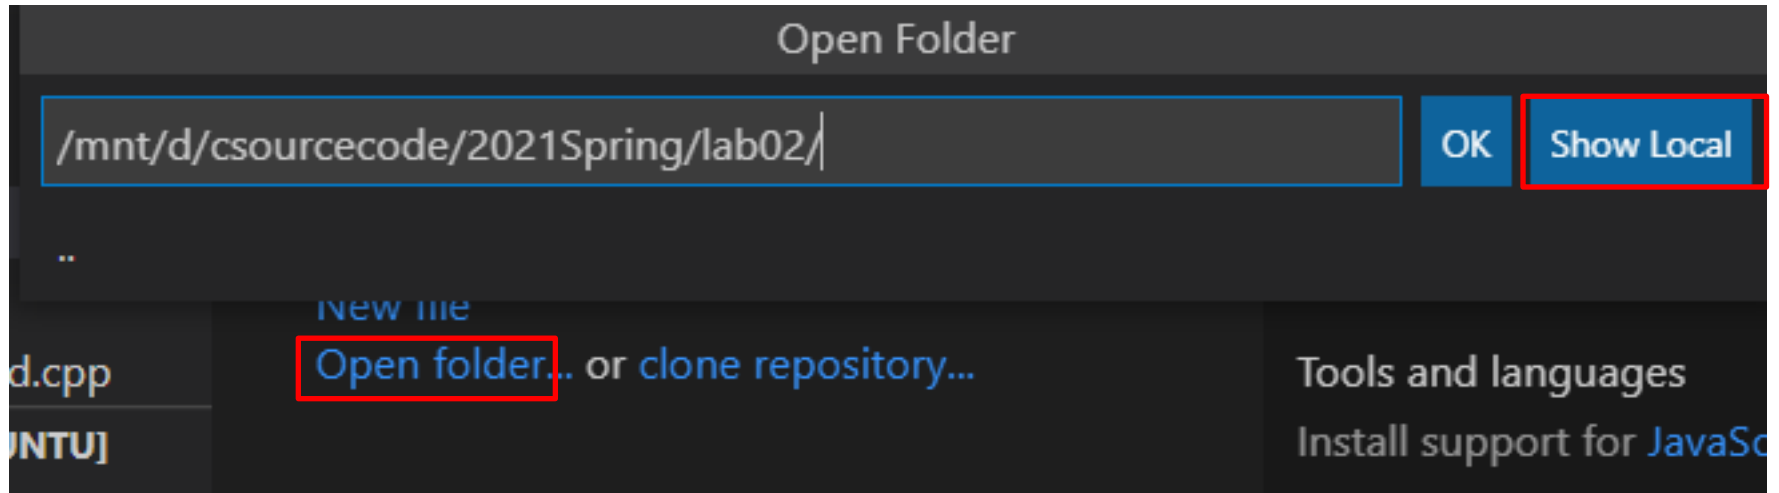 Open Folder
/mnt/d/csourcecode/2021Spring/lab02/
OK
Show Local
..
New file
Open folder... or clone repository...
d.cpp
UNTU]
Tools and languages
Install support for JavaSc